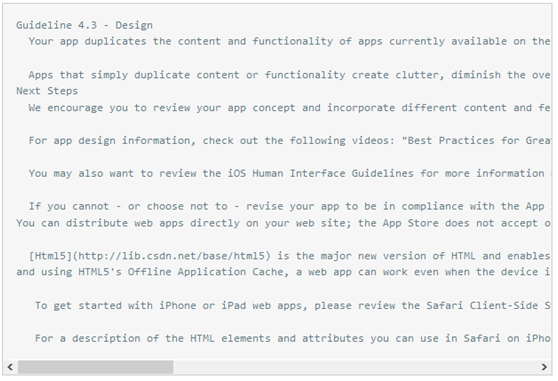 Guideline 4.3 - Design
Your app duplicates the content and functionality of apps currently available on the
Apps that simply duplicate content or functionality create clutter, diminish the ove
Next Steps
We encourage you to review your app concept and incorporate different content and fe
For app design information, check out the following videos: “Best Practices for Grea
You may also want to review the iOS Human Interface Guidelines for more information
If you cannot - or choose not to - revise your app to be in compliance with the App
You can distribute web apps directly on your web site; the App Store does not accept o
[Html5](http://lib.csdn.net/base/html5) is the major new version of HTML and enables
and using HTML5's Offline Application Cache, a web app can work even when the device i
To get started with iPhone or iPad web apps, please review the Safari Client-Side S
For a description of the HTML elements and attributes you can use in Safari on iPho